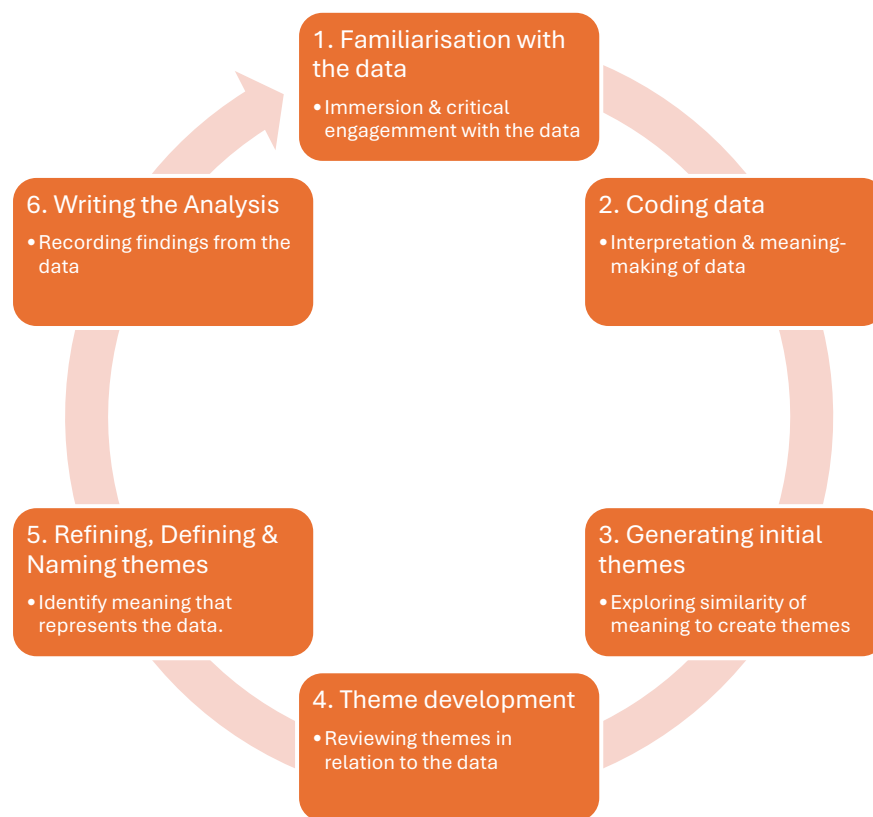 1. Familiarisation with
the data
•Immersion & critical
engagemment with the data
2. Coding data
•Interpretation & meaning-
making of data
3. Generating initial
themes
•Exploring similarity of
meaning to create themes
4. Theme development
•Reviewing themes in
relation to the data
5. Refining, Defining &
Naming themes
•Identify meaning that
represents the data.
6. Writing the Analysis
•Recording findings from the
data